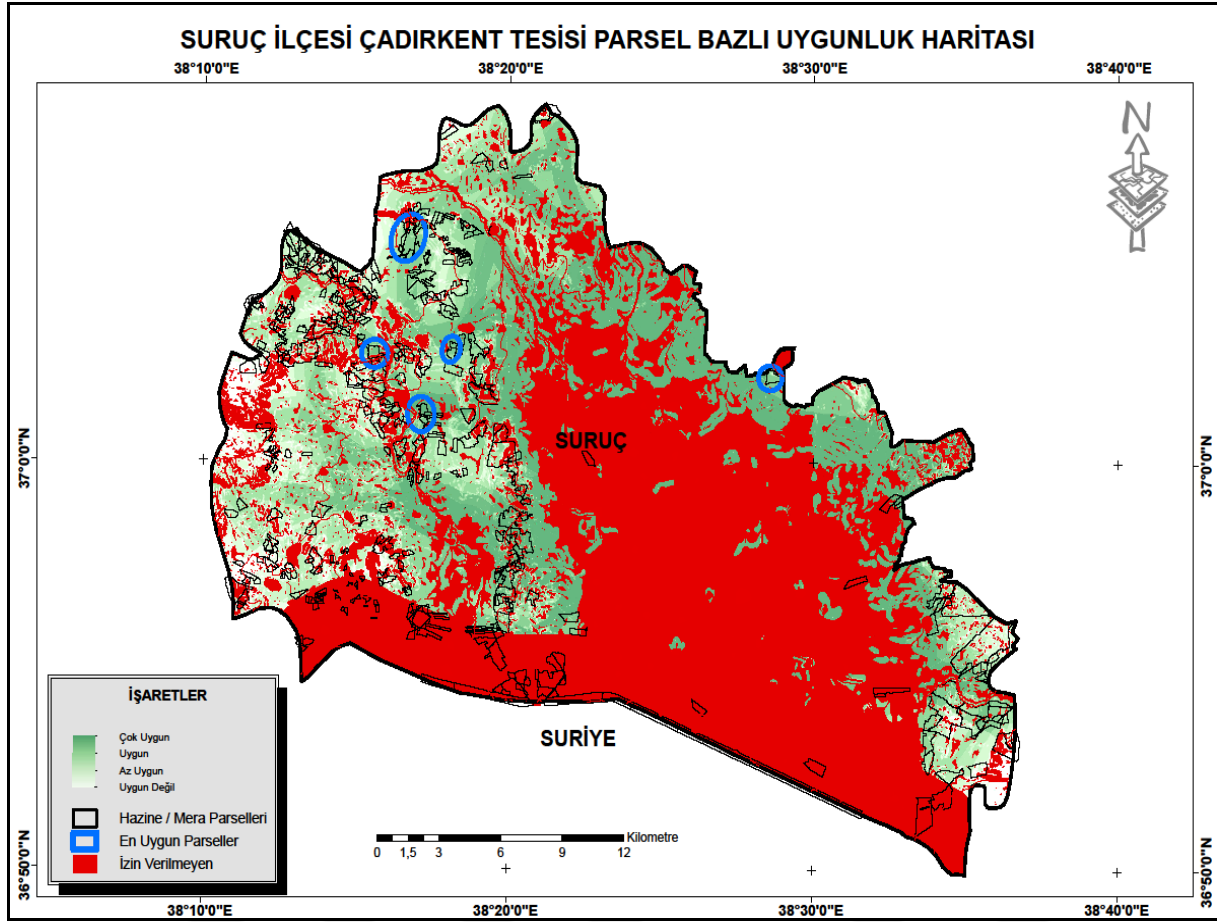 SURUÇ İLÇESİ ÇADIRKENT TESİSİ PARSEL BAZLI UYGUNLUK HARİTASI
38°10'0"E 38°20'0"E 38°30'0"E 38°40'0"E
N
SURUÇ
37°0'0"N 37°0'0"N
SURİYE
İŞARETLER
Çok Uygun
Uygun
Az Uygun
Uygun Değil
Hazine / Mera Parselleri
En Uygun Parseller
İzin Verilmeyen
Kilometre
0 1,5 3 6 9 12
36°50'0"N 36°50'0"N
38°10'0"E 38°20'0"E 38°30'0"E 38°40'0"E